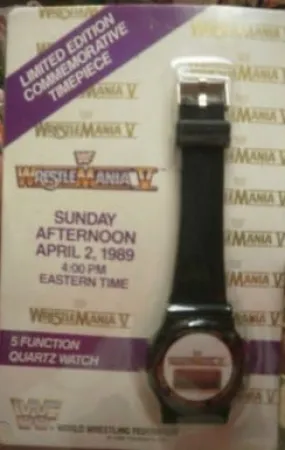 LIMITED EDITION
COMMEMORATIVE
TIMEPIECE
WRESTLEMANIA V
SUNDAY
AFTERNOON
APRIL 2, 1989
4:00 PM
EASTERN TIME
WRESTLEMANIA V
5 FUNCTION
QUARTZ WATCH
WORLD WRESTLING FEDERATION